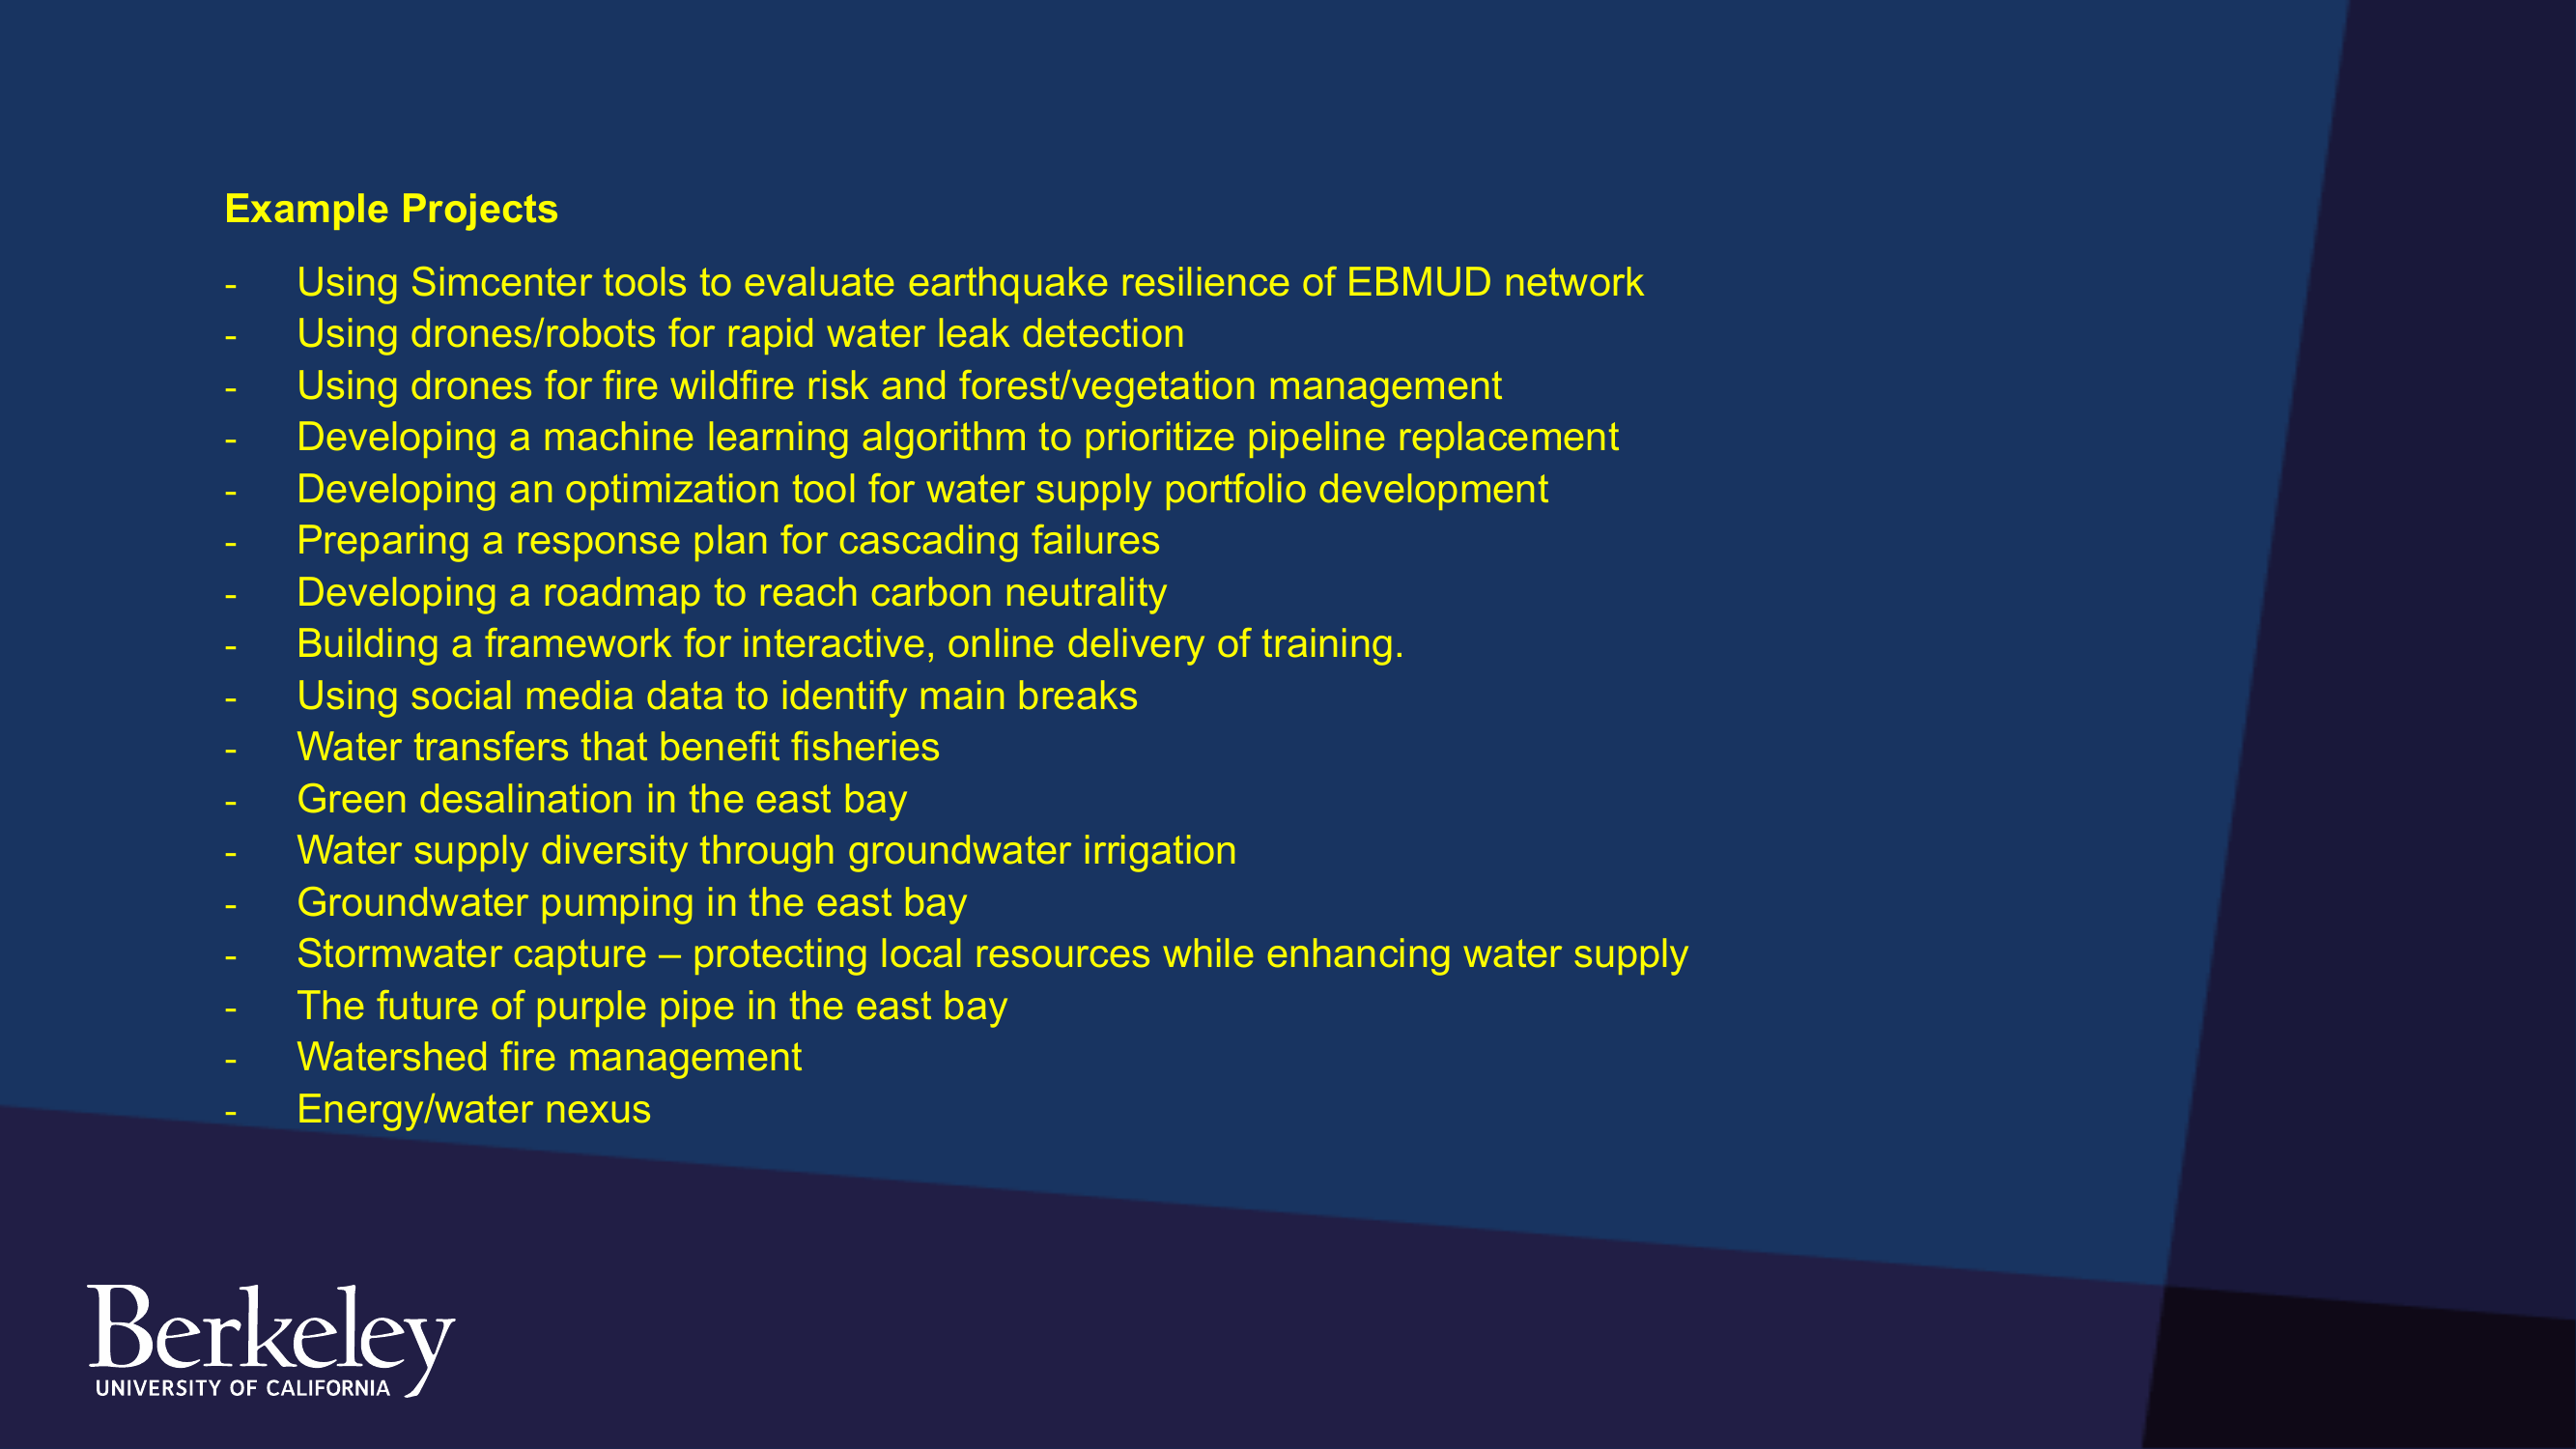 Example Projects
- Using Simcenter tools to evaluate earthquake resilience of EBMUD network
- Using drones/robots for rapid water leak detection
- Using drones for fire wildfire risk and forest/vegetation management
- Developing a machine learning algorithm to prioritize pipeline replacement
- Developing an optimization tool for water supply portfolio development
- Preparing a response plan for cascading failures
- Developing a roadmap to reach carbon neutrality
- Building a framework for interactive, online delivery of training.
- Using social media data to identify main breaks
- Water transfers that benefit fisheries
- Green desalination in the east bay
- Water supply diversity through groundwater irrigation
- Groundwater pumping in the east bay
- Stormwater capture – protecting local resources while enhancing water supply
- The future of purple pipe in the east bay
- Watershed fire management
- Energy/water nexus
Berkeley
UNIVERSITY OF CALIFORNIA